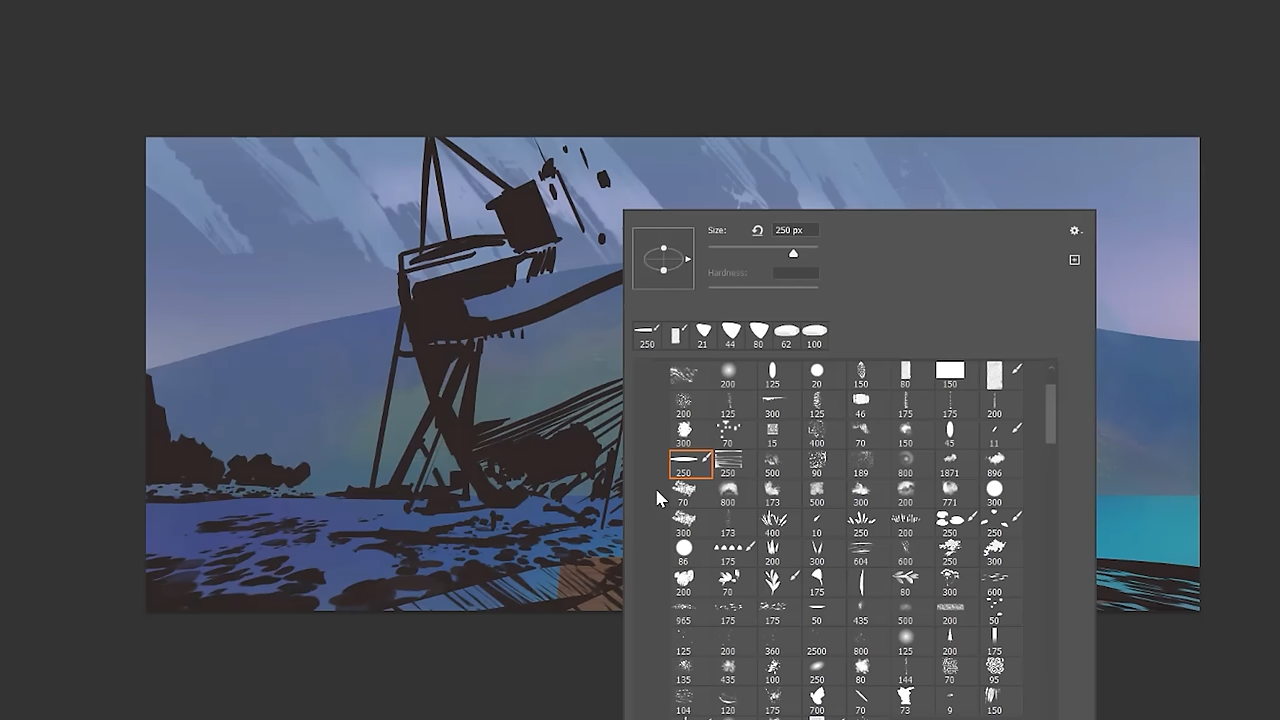 Size: 250 px
Hardness:
250 21 44 80 62 100
200 125 20 150 80 150
200 125 300 125 46 175 175 200
300 70 15 400 70 150 45 11
250 250 500 90 189 800 1871 896
70 800 173 500 300 200 771 300
300 173 400 10 250 200 250 250
86 175 200 300 604 600 250 300
200 70 175 80 300 600
965 175 175 50 435 500 200 50
125 200 360 2500 800 125 200 175
135 435 100 250 80 144 70 95
104 120 175 700 70 73 9 150